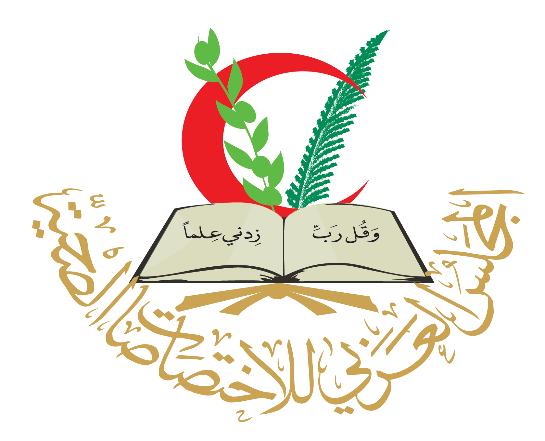 وَقُل رَبِّ زِدني عِلماً
المجلس العربي للاختصاصات الصحية